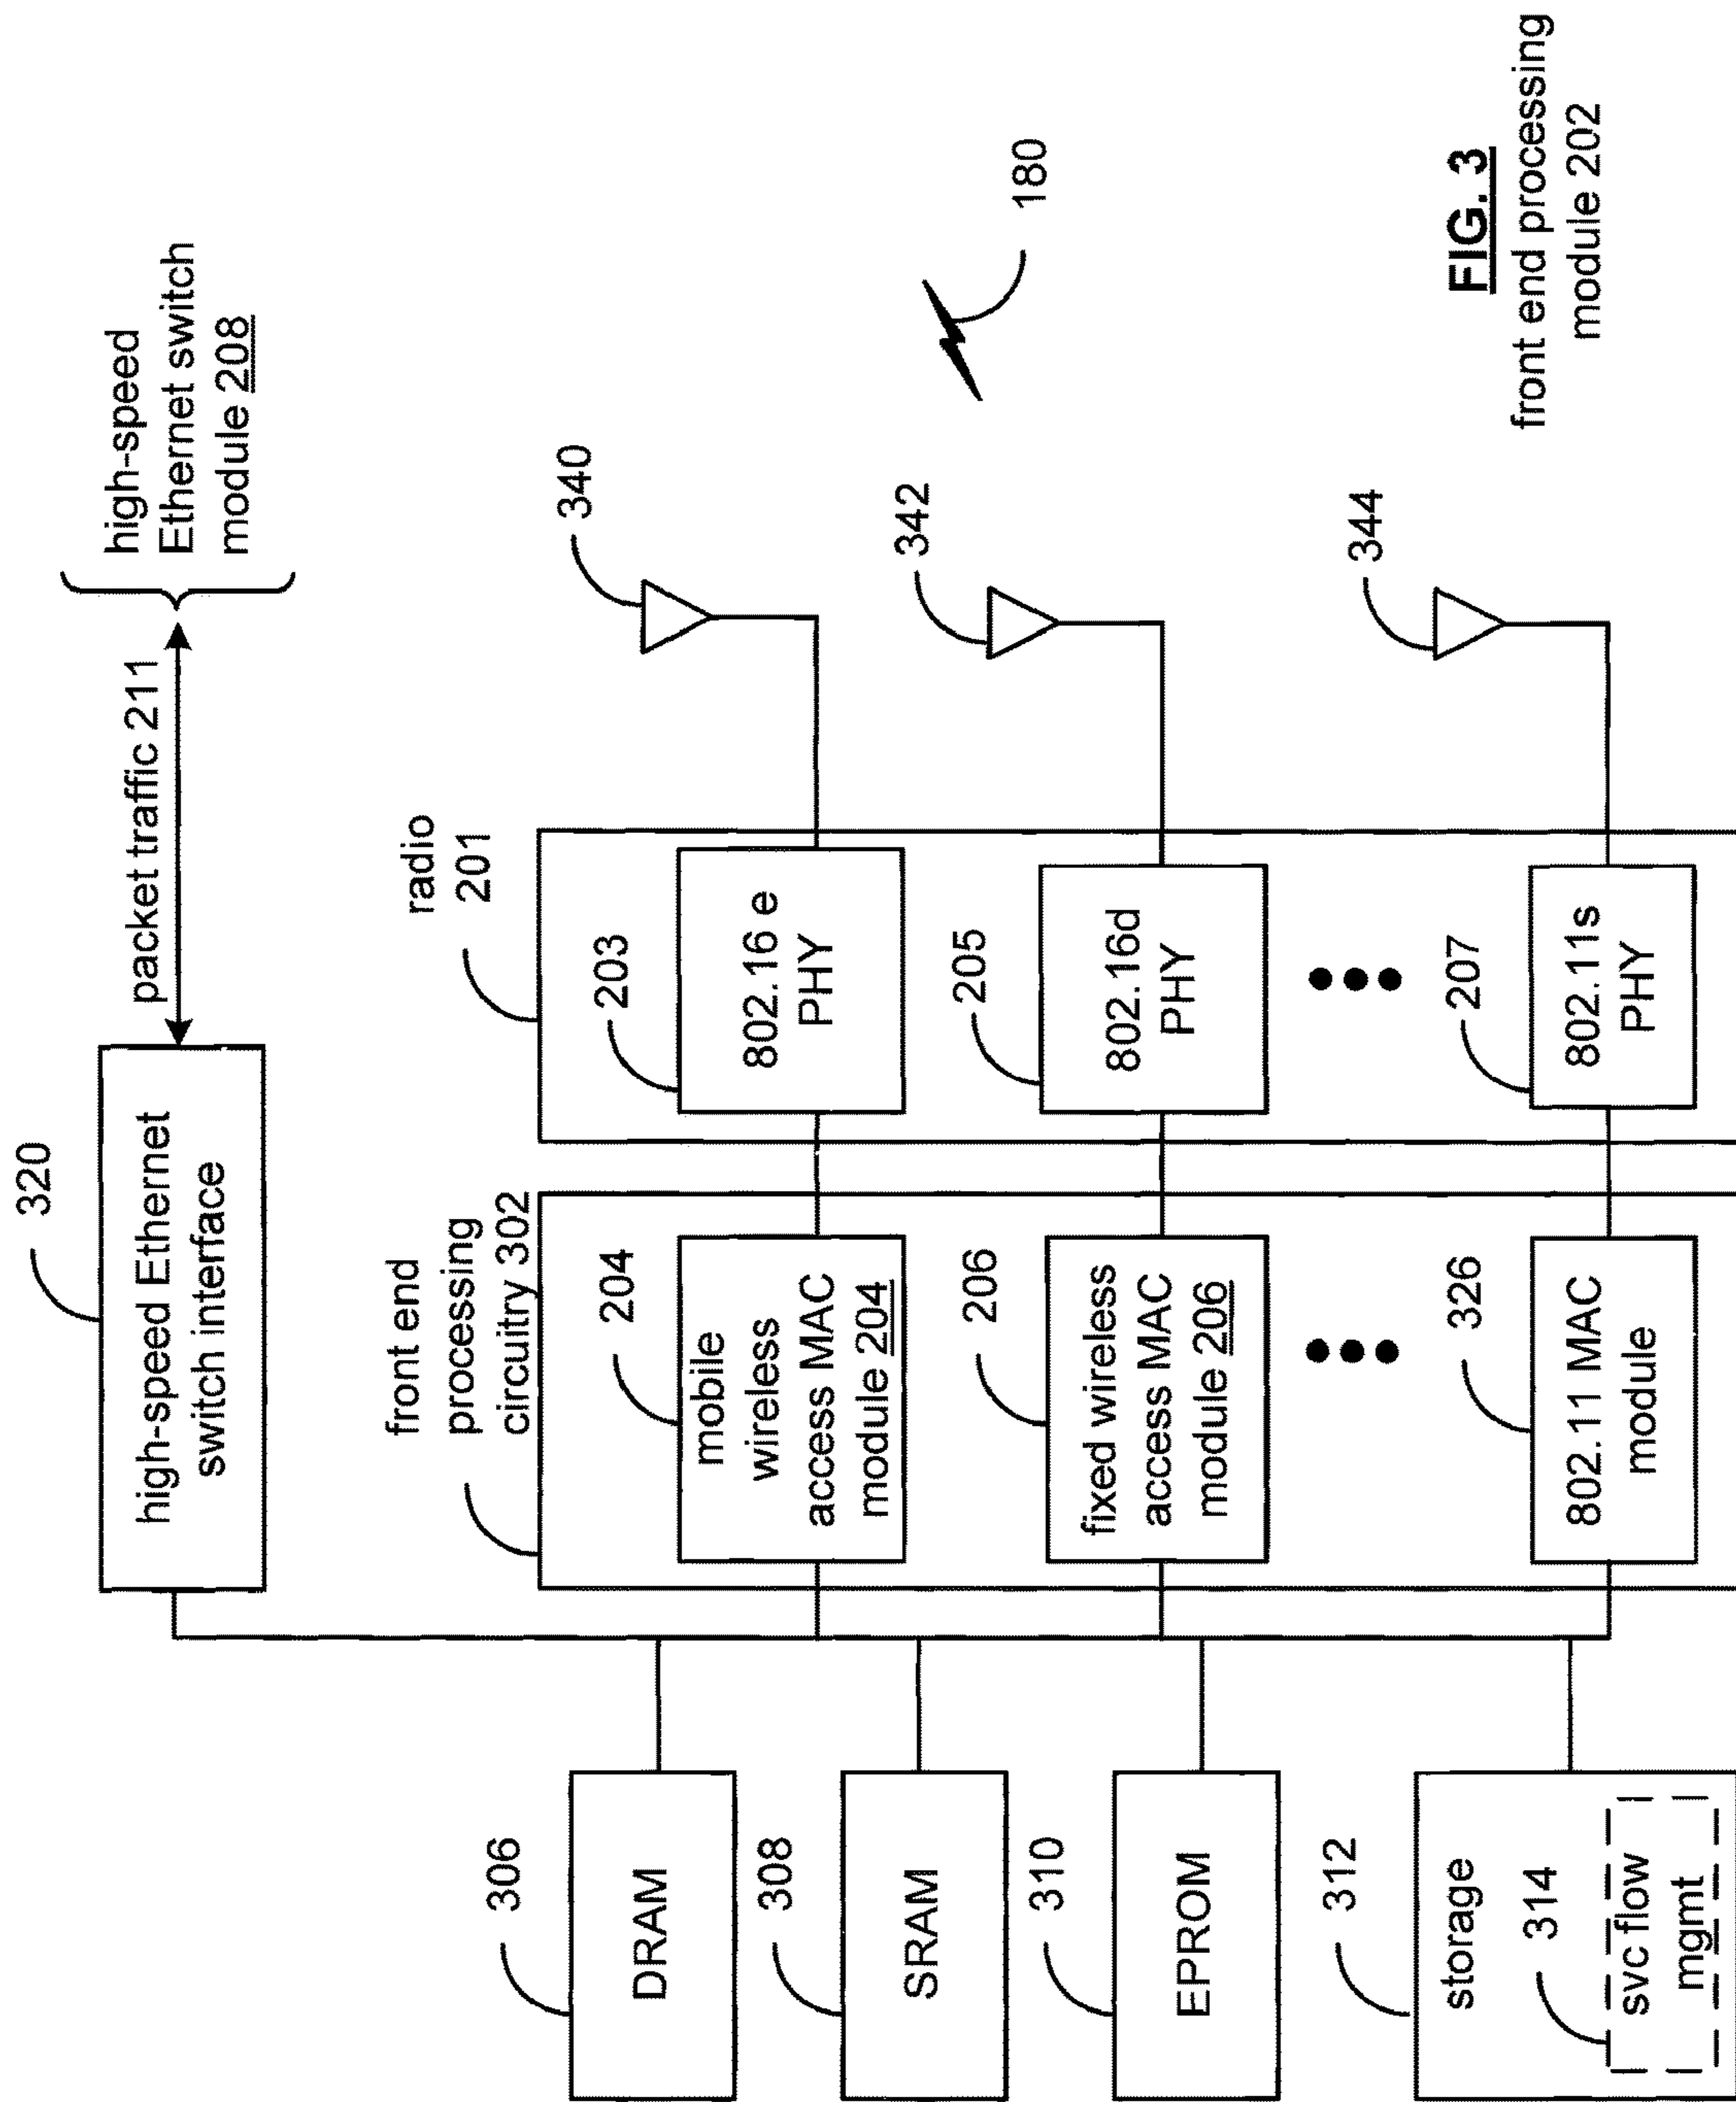 320
high-speed Ethernet
switch interface
packet traffic 211
high-speed
Ethernet switch
module 208
306
DRAM
308
SRAM
310
EPROM
312
storage
314
svc flow
mgmt
front end
processing
circuitry 302
204
mobile
wireless
access MAC
module 204
206
fixed wireless
access MAC
module 206
326
802.11 MAC
module
radio
201
203
802.16 e
PHY
205
802.16d
PHY
207
802.11s
PHY
340
342
344
180
FIG. 3
front end processing
module 202